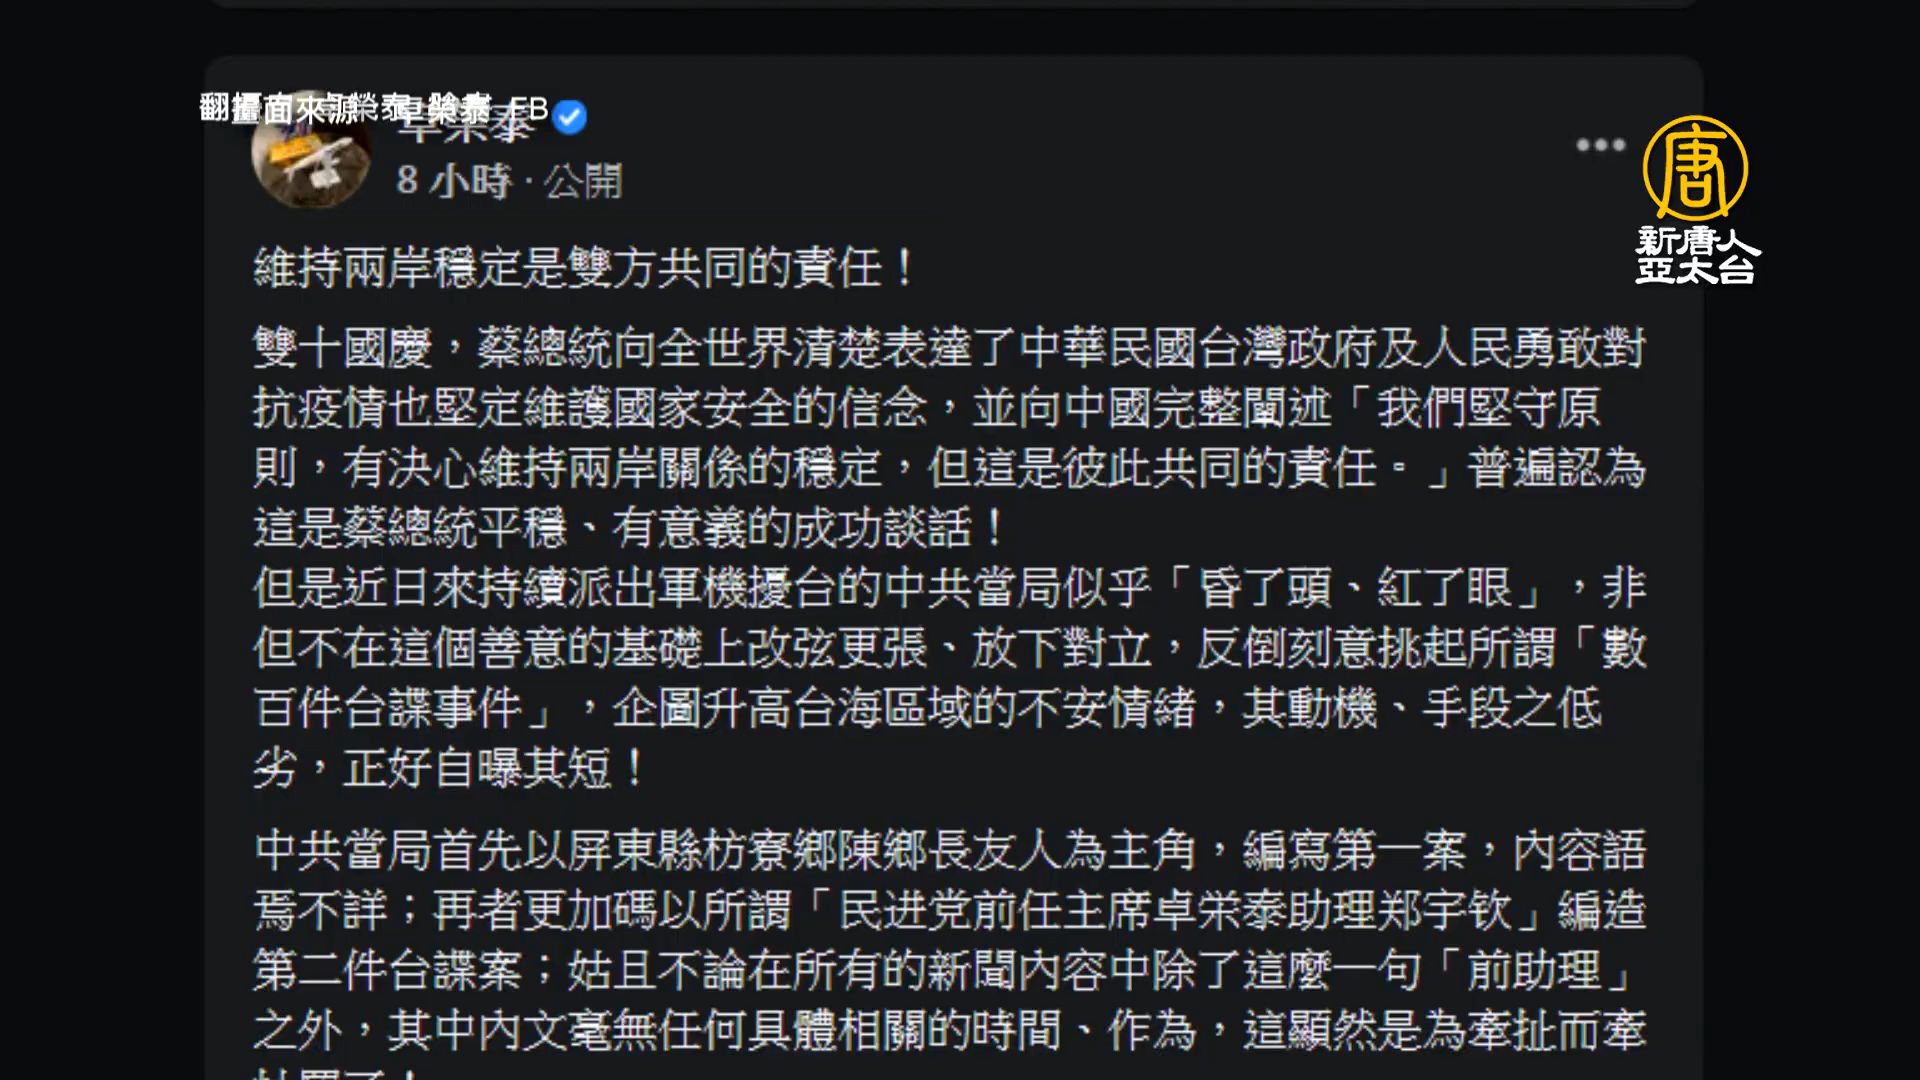 卓榮泰
8 小時 · 公開
唐
新唐人
亞太台
維持兩岸穩定是雙方共同的責任！
雙十國慶，蔡總統向全世界清楚表達了中華民國台灣政府及人民勇敢對
抗疫情也堅定維護國家安全的信念，並向中國完整闡述「我們堅守原
則，有決心維持兩岸關係的穩定，但這是彼此共同的責任。」普遍認為
這是蔡總統平穩、有意義的成功談話！
但是近日來持續派出軍機擾台的中共當局似乎「昏了頭、紅了眼」，非
但不在這個善意的基礎上改弦更張、放下對立，反倒刻意挑起所謂「數
百件台諜事件」，企圖升高台海區域的不安情緒，其動機、手段之低
劣，正好自曝其短！
中共當局首先以屏東縣枋寮鄉陳鄉長友人為主角，編寫第一案，內容語
焉不詳；再者更加碼以所謂「民进党前任主席卓荣泰助理郑宇钦」編造
第二件台諜案；姑且不論在所有的新聞內容中除了這麼一句「前助理」
之外，其中內文毫無任何具體相關的時間、作為，這顯然是為牽扯而牽